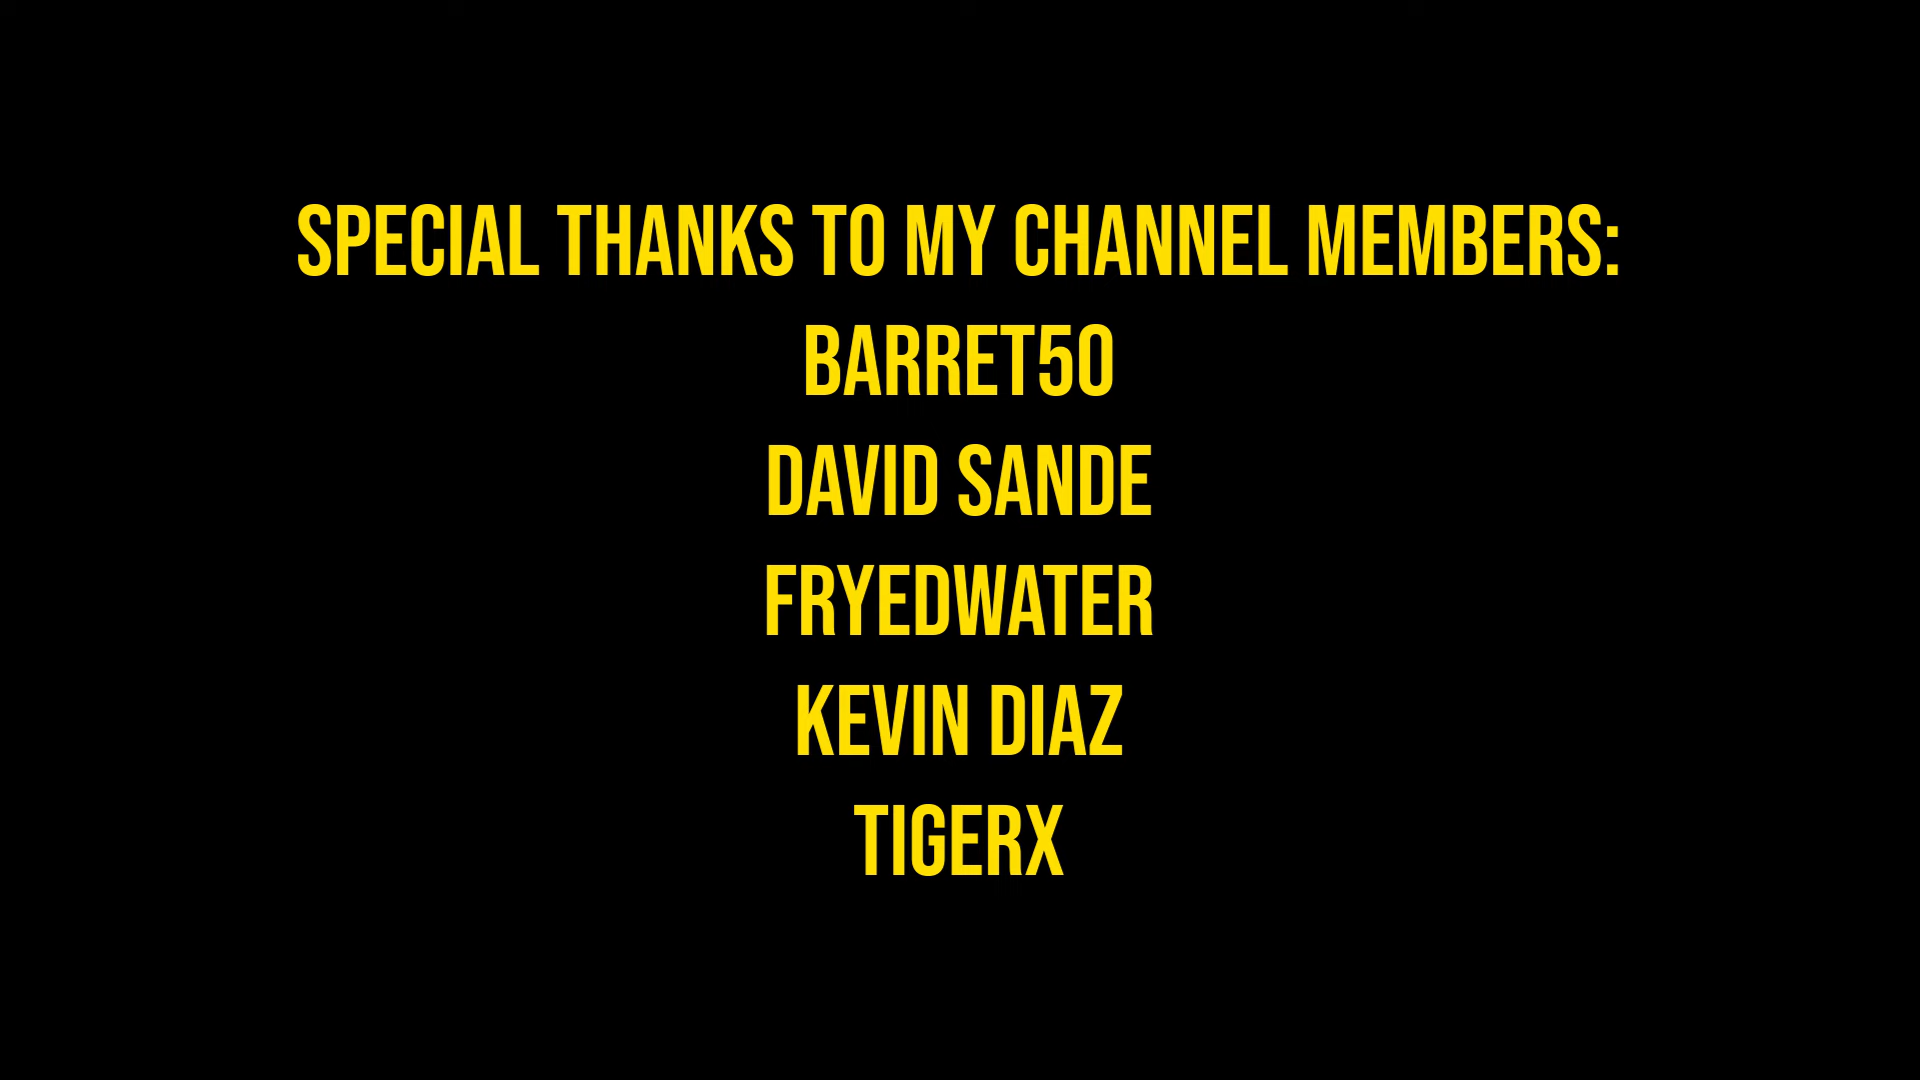 SPECIAL THANKS TO MY CHANNEL MEMBERS:
BARRET50
DAVID SANDE
FRYEDWATER
KEVIN DIAZ
TIGERX